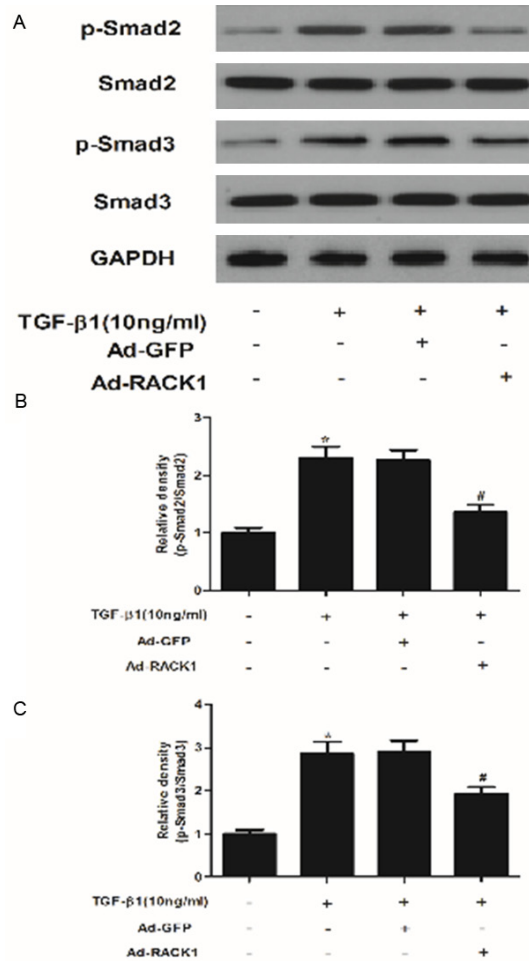 A
p-Smad2
Smad2
p-Smad3
Smad3
GAPDH
TGF-β1(10ng/ml) - + + +
Ad-GFP - - + -
Ad-RACK1 - - - +
B
Relative density
(p-Smad2/Smad2)
3
2
1
0
* #
TGF-β1(10ng/ml) - + + +
Ad-GFP - - + -
Ad-RACK1 - - - +
C
Relative density
(p-Smad3/Smad3)
4
3
2
1
0
* #
TGF-β1(10ng/ml) - + + +
Ad-GFP - - + -
Ad-RACK1 - - - +